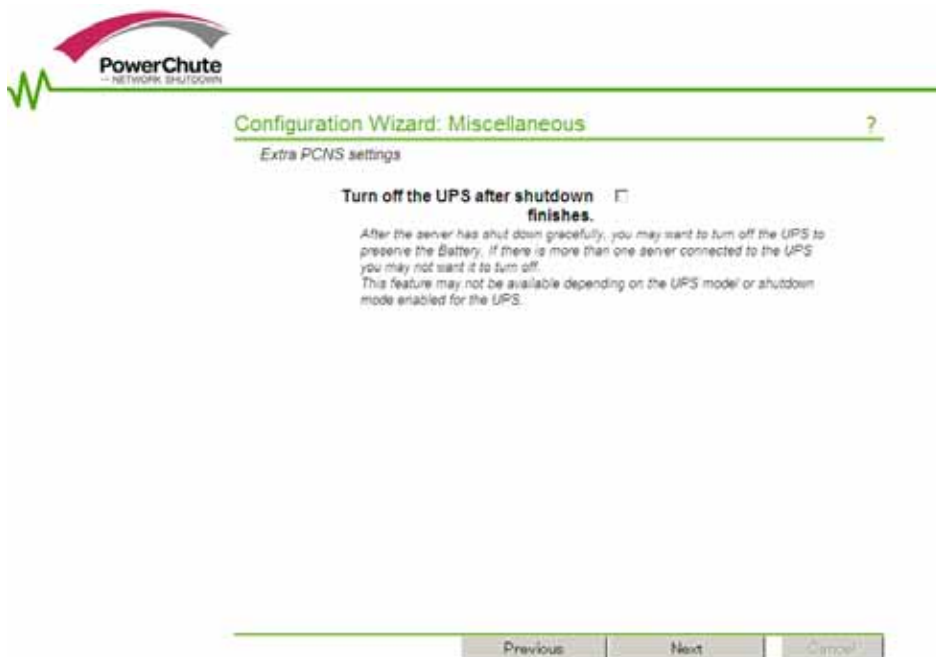 PowerChute
NETWORK SHUTDOWN
Configuration Wizard: Miscellaneous ?
Extra PCNS settings
Turn off the UPS after shutdown
finishes.
After the server has shut down gracefully, you may want to turn off the UPS to
preserve the Battery. If there is more than one server connected to the UPS
you may not want it to turn off.
This feature may not be available depending on the UPS model or shutdown
mode enabled for the UPS.
Previous Next Cancel